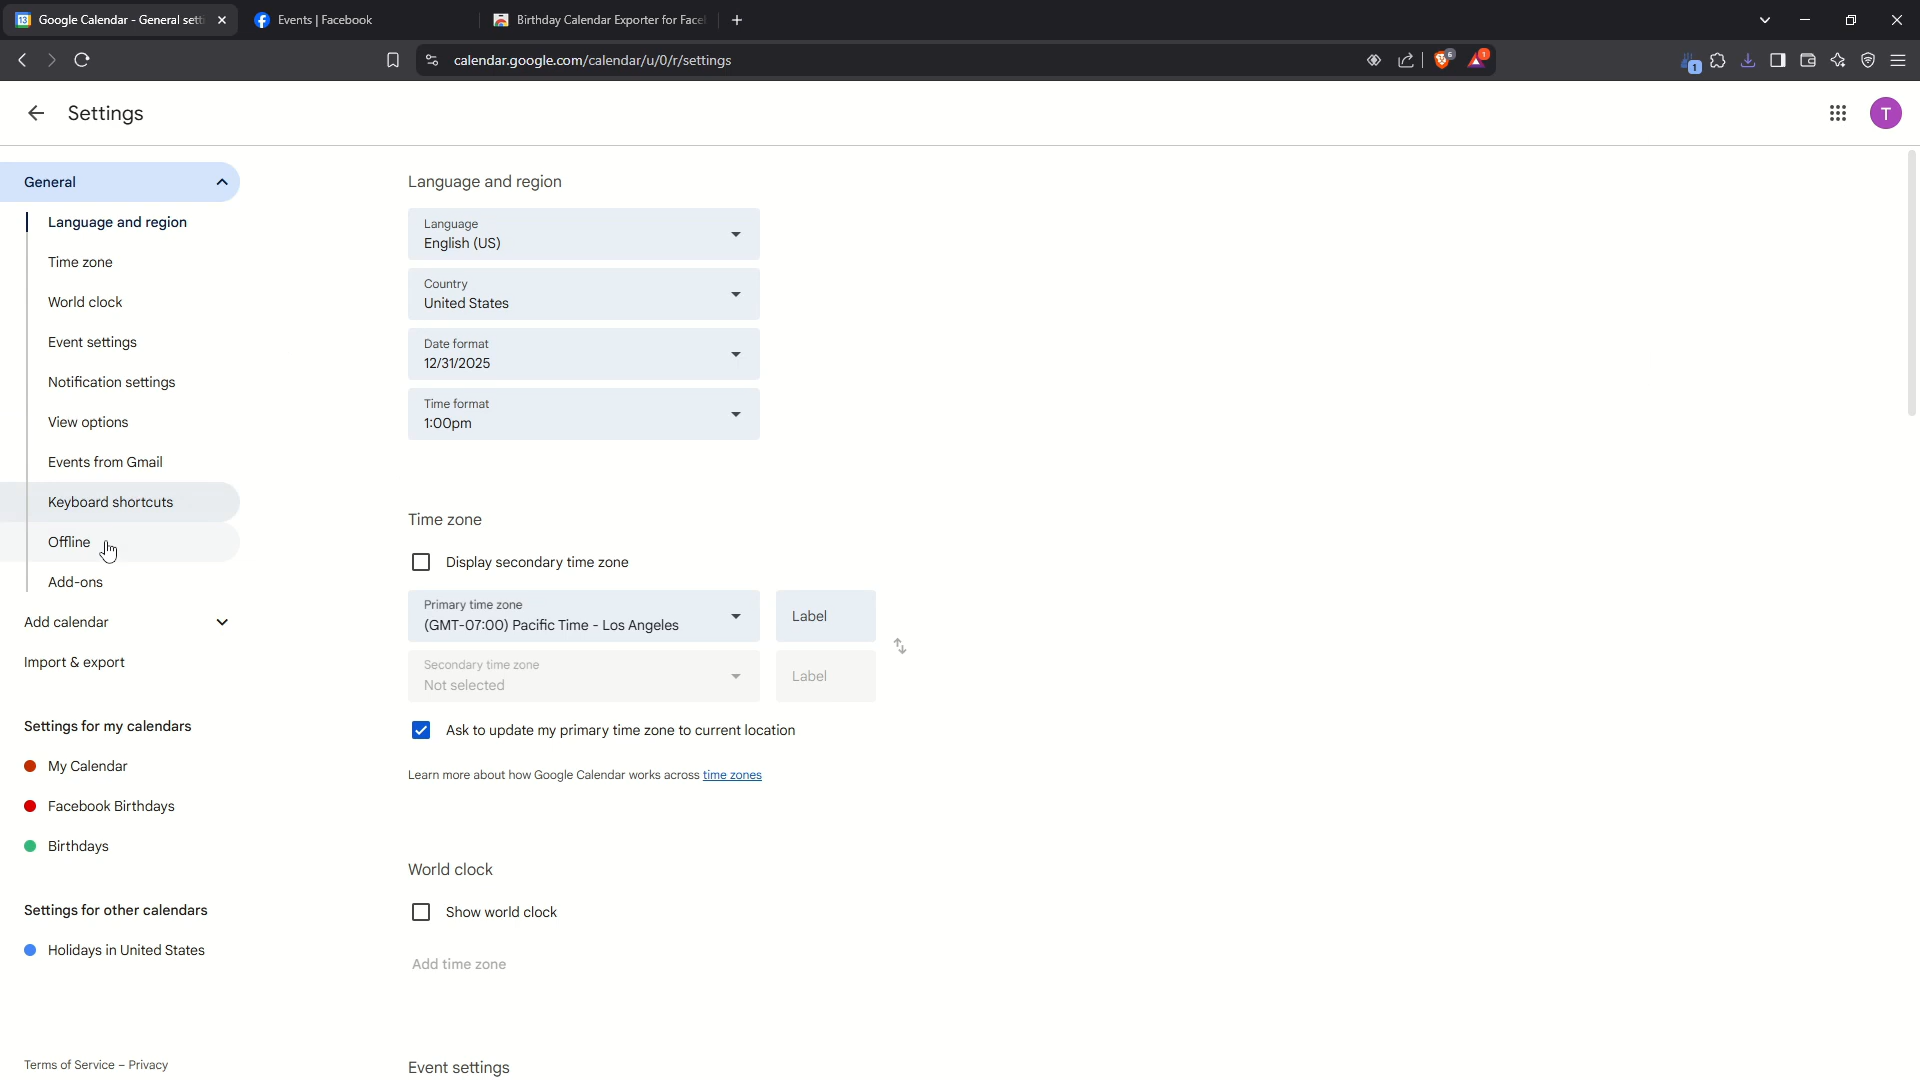 Google Calendar - General sett
Events | Facebook
Birthday Calendar Exporter for Face
calendar.google.com/calendar/u/0/r/settings
6
1
1
Settings
T
General
Language and region
Time zone
World clock
Event settings
Notification settings
View options
Events from Gmail
Keyboard shortcuts
Offline
Add-ons
Add calendar
Import & export
Settings for my calendars
My Calendar
Facebook Birthdays
Birthdays
Settings for other calendars
Holidays in United States
Terms of Service – Privacy
Language and region
Language
English (US)
Country
United States
Date format
12/31/2025
Time format
1:00pm
Time zone
Display secondary time zone
Primary time zone
(GMT-07:00) Pacific Time - Los Angeles
Label
Secondary time zone
Not selected
Label
Ask to update my primary time zone to current location
Learn more about how Google Calendar works across time zones
World clock
Show world clock
Add time zone
Event settings